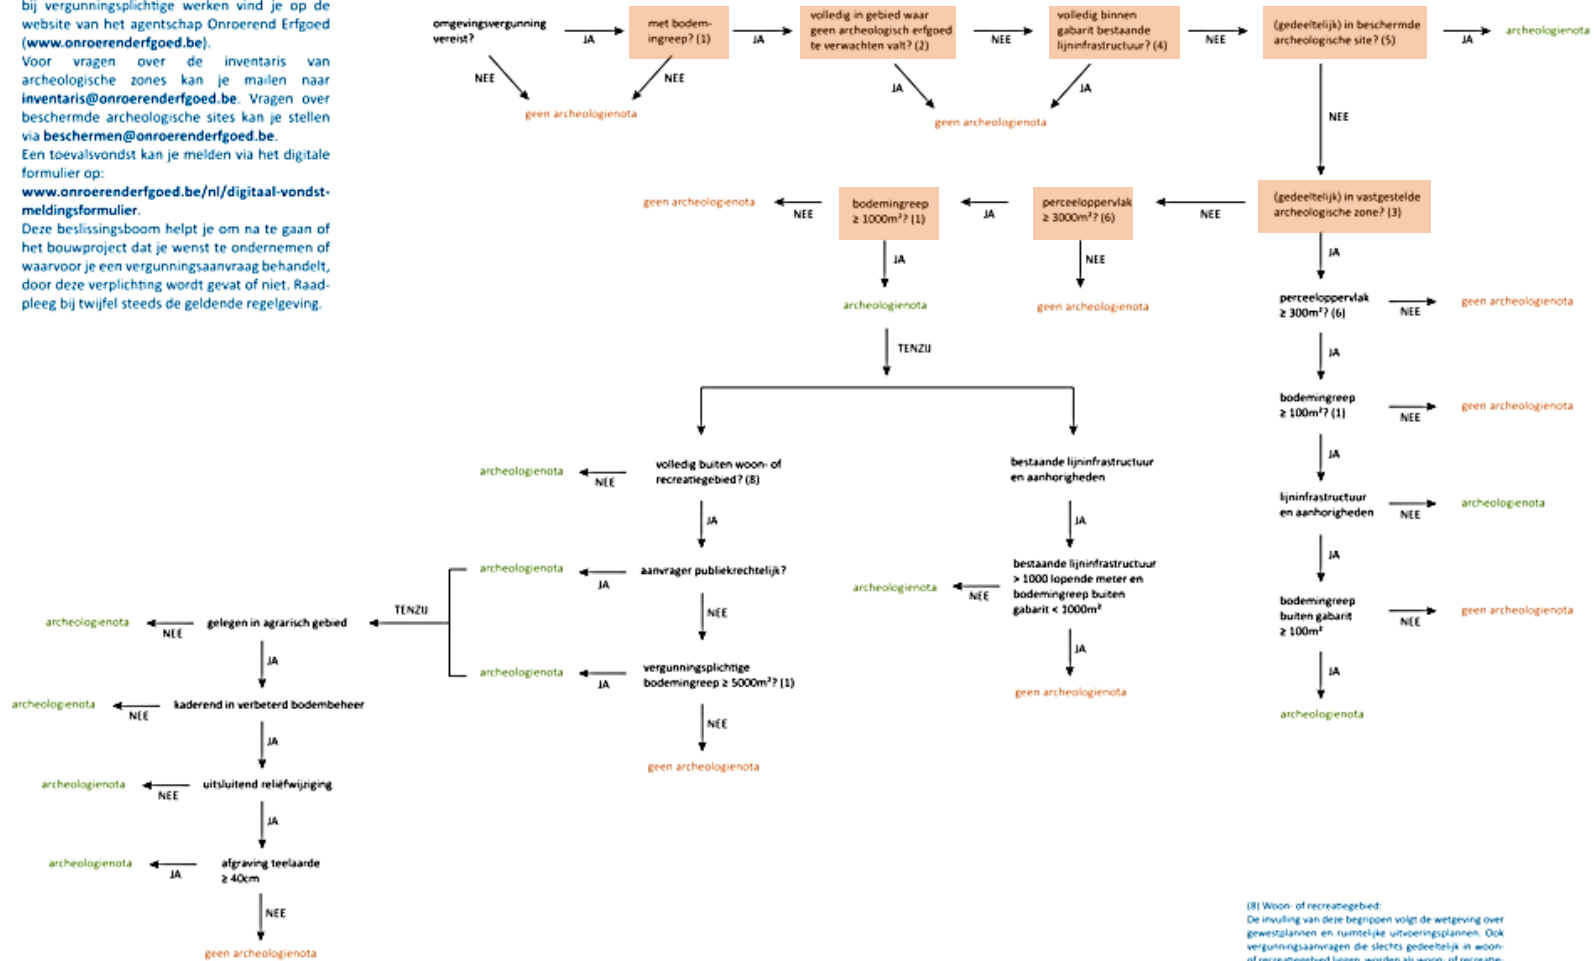 bij vergunningsplichtige werken vind je op de
website van het agentschap Onroerend Erfgoed
(www.onroerenderfgoed.be).
Voor vragen over de inventaris van
archeologische zones kan je mailen naar
inventaris@onroerenderfgoed.be. Vragen over
beschermde archeologische sites kan je stellen
via beschermen@onroerenderfgoed.be.
Een toevalsvondst kan je melden via het digitale
formulier op:
www.onroerenderfgoed.be/nl/digitaal-vondst-
meldingsformulier.
Deze beslissingsboom helpt je om na te gaan of
het bouwproject dat je wenst te ondernemen of
waarvoor je een vergunningsaanvraag behandelt,
door deze verplichting wordt gevat of niet. Raad-
pleeg bij twijfel steeds de geldende regelgeving.
omgevingsvergunning
vereist?
JA
NEE
met bodem-
ingreep? (1)
JA
NEE
geen archeologienota
volledig in gebied waar
geen archeologisch erfgoed
te verwachten valt? (2)
NEE
JA
volledig binnen
gabarit bestaande
lijninfrastructuur? (4)
NEE
JA
geen archeologienota
(gedeeltelijk) in beschermde
archeologische site? (5)
JA
archeologienota
NEE
(gedeeltelijk) in vastgestelde
archeologische zone? (3)
NEE
perceeloppervlak
≥ 3000m²? (6)
JA
bodemingreep
≥ 1000m²? (1)
NEE
geen archeologienota
JA
archeologienota
NEE
geen archeologienota
JA
perceeloppervlak
≥ 300m²? (6)
NEE
geen archeologienota
JA
bodemingreep
≥ 100m²? (1)
NEE
geen archeologienota
JA
lijninfrastructuur
en aanhorigheden
NEE
archeologienota
JA
bodemingreep
buiten gabarit
≥ 100m²
NEE
geen archeologienota
JA
archeologienota
TENZIJ
volledig buiten woon- of
recreatiegebied? (8)
NEE
archeologienota
JA
aanvrager publiekrechtelijk?
JA
archeologienota
NEE
vergunningsplichtige
bodemingreep ≥ 5000m²? (1)
JA
archeologienota
NEE
geen archeologienota
bestaande lijninfrastructuur
en aanhorigheden
JA
bestaande lijninfrastructuur
> 1000 lopende meter en
bodemingreep buiten
gabarit < 1000m²
NEE
archeologienota
JA
geen archeologienota
TENZIJ
gelegen in agrarisch gebied
NEE
archeologienota
JA
kaderend in verbeterd bodembeheer
NEE
archeologienota
JA
uitsluitend reliëfwijziging
NEE
archeologienota
JA
afgraving teelaarde
≥ 40cm
JA
archeologienota
NEE
geen archeologienota
(8) Woon- of recreatiegebied:
De invulling van deze begrippen volgt de wetgeving over
gewestplannen en ruimtelijke uitvoeringsplannen. Ook
vergunningsaanvragen die slechts gedeeltelijk in woon-
of recreatiegebied liggen, worden als woon- of recreatie-